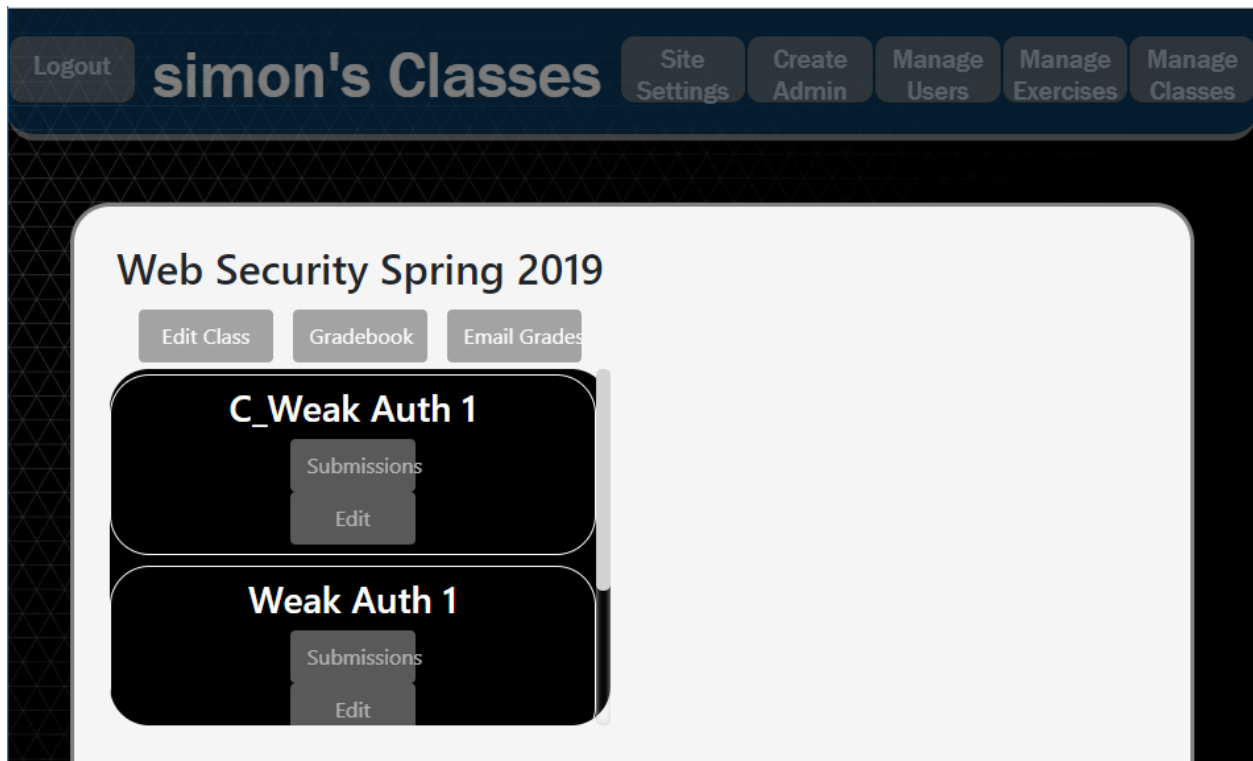 Logout
simon's Classes
Site
Settings
Create
Admin
Manage
Users
Manage
Exercises
Manage
Classes
Web Security Spring 2019
Edit Class
Gradebook
Email Grades
C_Weak Auth 1
Submissions
Edit
Weak Auth 1
Submissions
Edit